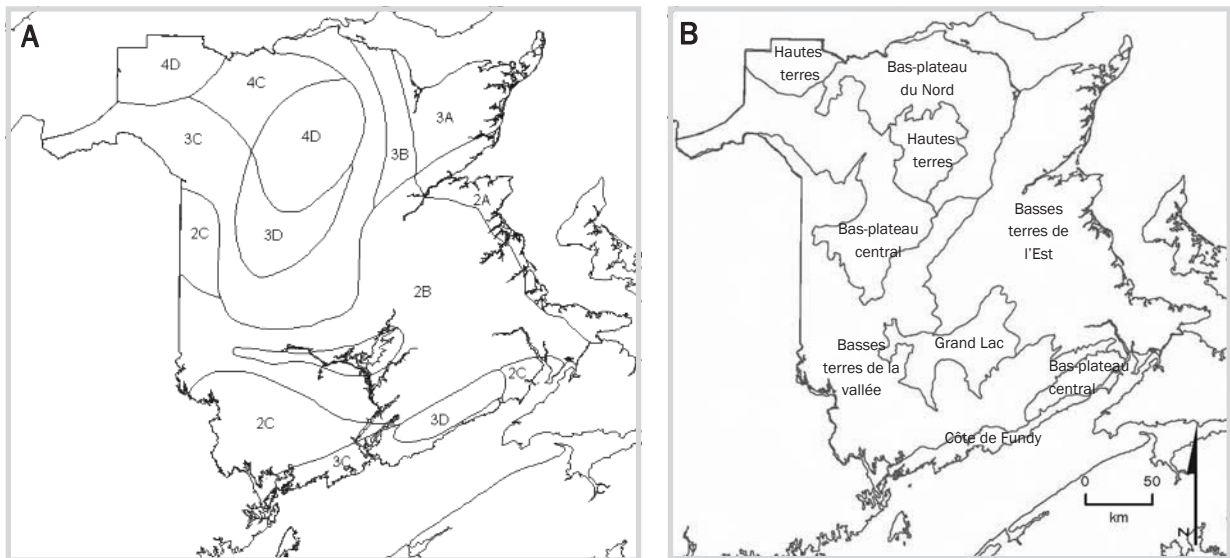 A
4D
4C
3C
4D
3A
3B
2A
2C
3D
2B
2C
3D
2C
3C
B
Hautes
terres
Bas-plateau
du Nord
Hautes
terres
Basses
terres de
l'Est
Bas-plateau
central
Basses
terres de la
vallée
Grand Lac
Bas-plateau
central
Côte de Fundy
0 50
km
N